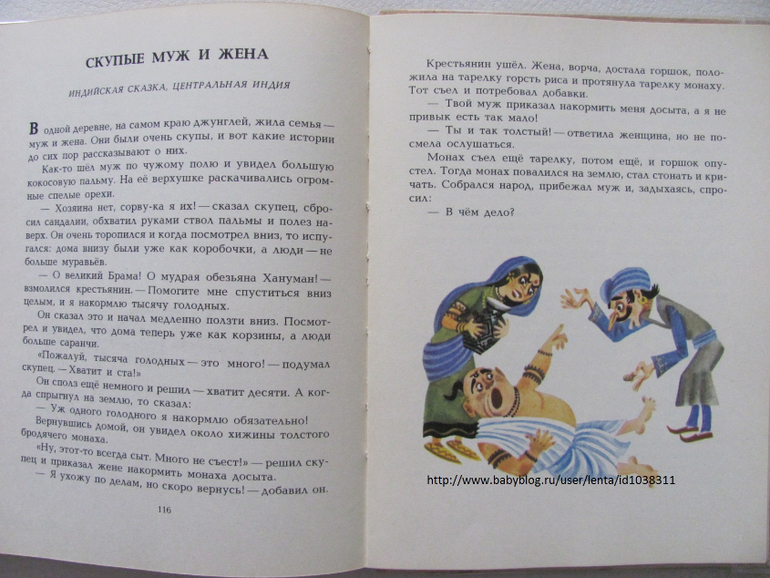 СКУПЫЕ МУЖ И ЖЕНА
ИНДИЙСКАЯ СКАЗКА, ЦЕНТРАЛЬНАЯ ИНДИЯ
В одной деревне, на самом краю джунглей, жила семья —
муж и жена. Они были очень скупы, и вот какие истории
до сих пор рассказывают о них.
Как-то шёл муж по чужому полю и увидел большую
кокосовую пальму. На её верхушке раскачивались огром-
ные спелые орехи.
— Хозяина нет, сорву-ка я их! — сказал скупец, сбро-
сил сандалии, обхватил руками ствол пальмы и полез на-
верх. Он очень торопился и когда посмотрел вниз, то испу-
гался: дома внизу были уже как коробочки, а люди — не
больше муравьёв.
— О великий Брама! О мудрая обезьяна Хануман! —
взмолился крестьянин. — Помогите мне спуститься вниз
целым, и я накормлю тысячу голодных.
Он сказал это и начал медленно ползти вниз. Посмот-
рел и увидел, что дома теперь уже как корзины, а люди
больше саранчи.
«Пожалуй, тысяча голодных — это много! — подумал
скупец. — Хватит и ста!»
Он сполз ещё немного и решил — хватит десяти. А ког-
да спрыгнул на землю, то сказал:
— Уж одного голодного я накормлю обязательно!
Вернувшись домой, он увидел около хижины толстого
бродячего монаха.
«Ну, этот-то всегда сыт. Много не съест!» — решил ску-
пец и приказал жене накормить монаха досыта.
— Я ухожу по делам, но скоро вернусь! — добавил он.
116
Крестьянин ушёл. Жена, ворча, достала горшок, поло-
жила на тарелку горсть риса и протянула тарелку монаху.
Тот съел и потребовал добавки.
— Твой муж приказал накормить меня досыта, а я не
привык есть так мало!
— Ты и так толстый! — ответила женщина, но не по-
смела ослушаться.
Монах съел ещё тарелку, потом ещё, и горшок опу-
стел. Тогда монах повалился на землю, стал стонать и кри-
чать. Собрался народ, прибежал муж и, задыхаясь, спро-
сил:
— В чём дело?
http://www.babyblog.ru/user/lenta/id1038311